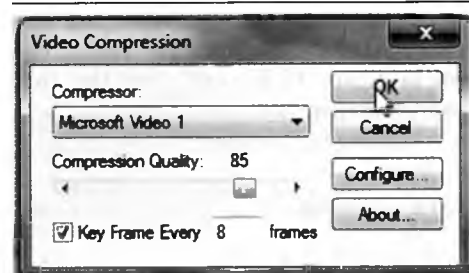 Video Compression
x
Compressor:
OK
Microsoft Video 1
Cancel
Compression Quality: 85
Configure...
About...
Key Frame Every 8 frames